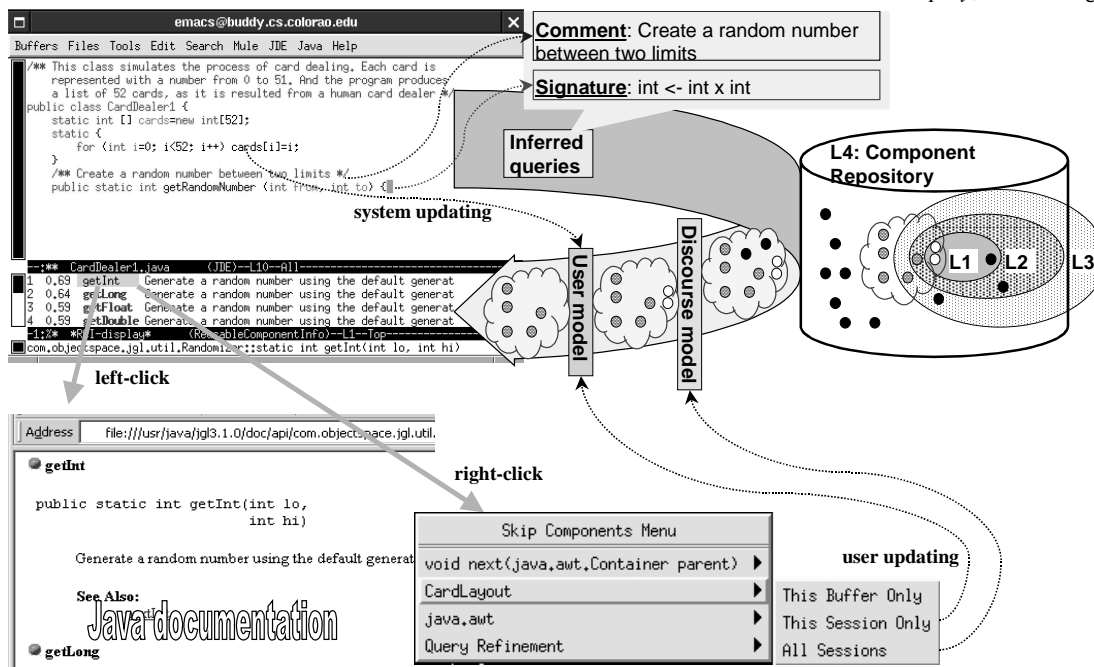 emacs@buddy.cs.colorao.edu
Buffers Files Tools Edit Search Mule JDE Java Help
/** This class simulates the process of card dealing. Each card is
represented with a number from 0 to 51. And the program produces
a list of 52 cards, as it is resulted from a human card dealer */
public class CardDealer1 {
static int [] cards=new int[52];
static {
for (int i=0; i<52; i++) cards[i]=i;
}
/** Create a random number between two limits */
public static int getRandomNumber (int from, int to) {
--:** CardDealer1.java (JDE)--L10--All
1 0.69 getInt Generate a random number using the default generat
2 0.64 getLong Generate a random number using the default generat
3 0.59 getFloat Generate a random number using the default generat
4 0.59 getDouble Generate a random number using the default generat
-1:%* *RCI-display* (ReusableComponentInfo)--L1--Top
com.objectspace.jgl.util.Randomizer::static int getInt(int lo, int hi)
Comment: Create a random number
between two limits
Signature: int <- int x int
Inferred
queries
L4: Component
Repository
L1
L2
L3
system updating
User model
Discourse model
left-click
right-click
user updating
Address file:///usr/java/jgl3.1.0/doc/api/com.objectspace.jgl.util.
getInt
public static int getInt(int lo,
int hi)
Generate a random number using the default generat
See Also:
Java documentation
getLong
Skip Components Menu
void next(java.awt.Container parent)
CardLayout
java.awt
Query Refinement
This Buffer Only
This Session Only
All Sessions